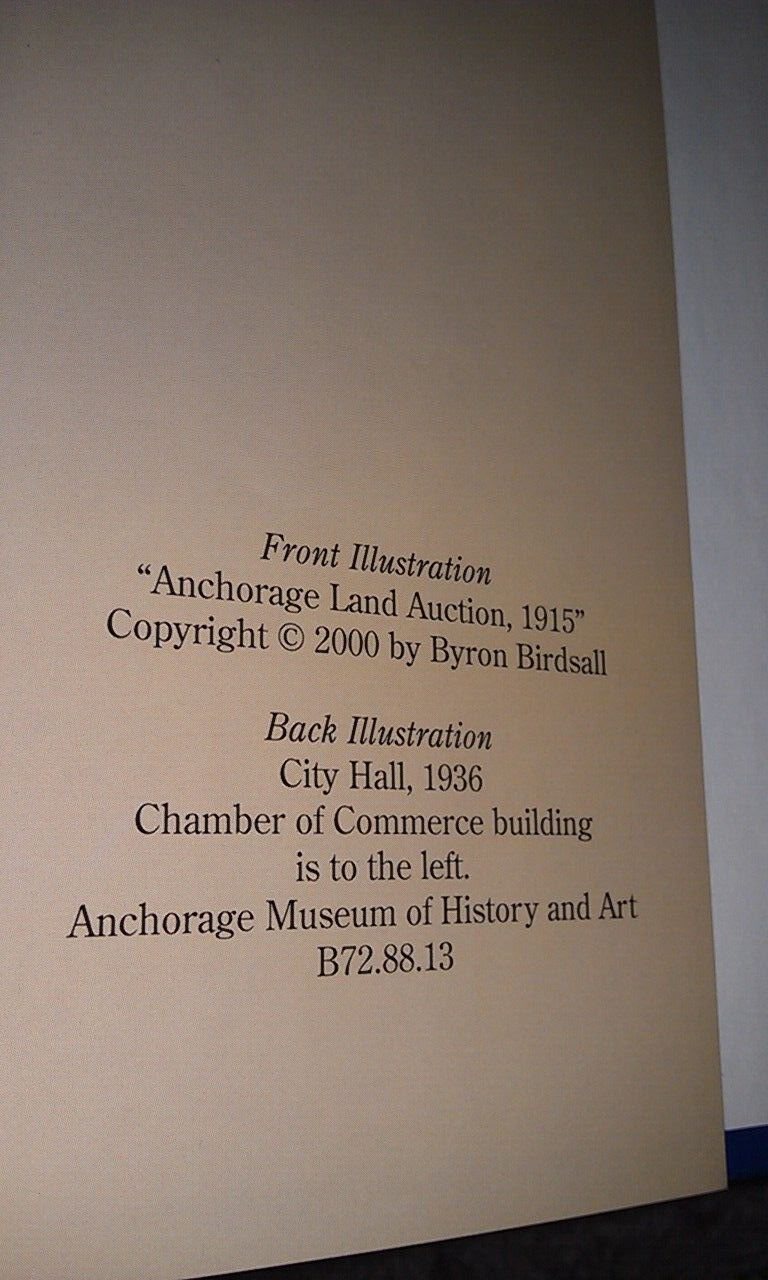 Front Illustration
“Anchorage Land Auction, 1915”
Copyright © 2000 by Byron Birdsall
Back Illustration
City Hall, 1936
Chamber of Commerce building
is to the left.
Anchorage Museum of History and Art
B72.88.13